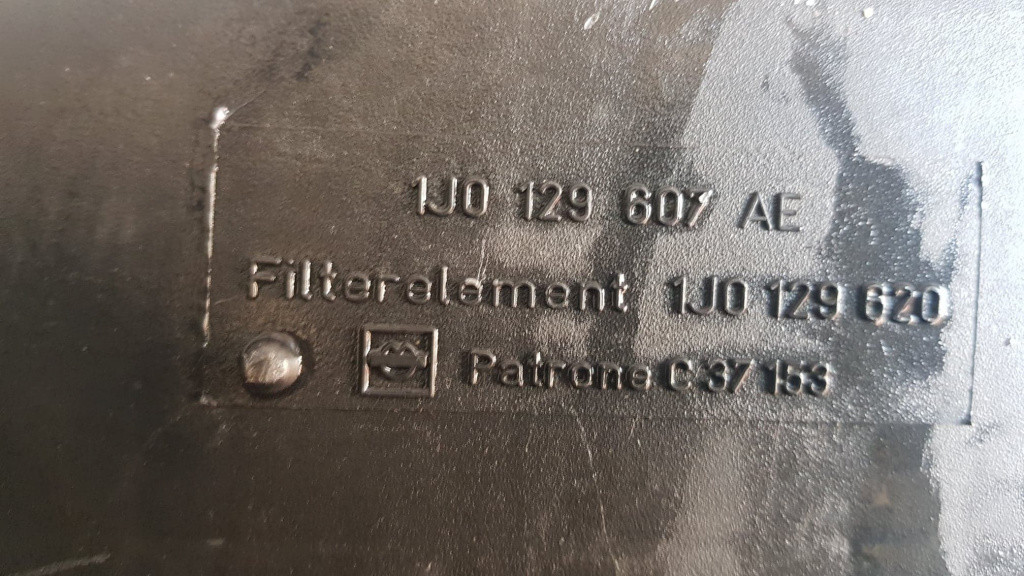 1J0 129 607 AE
Filterelement 1J0 129 620
Patrone C 37 153